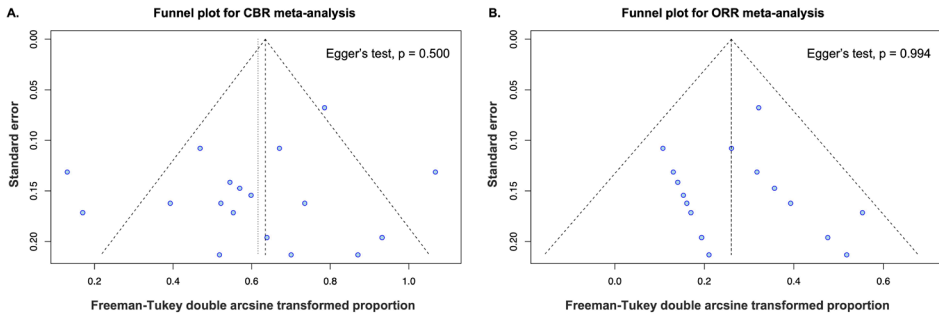 A.
Funnel plot for CBR meta-analysis
Egger's test, p = 0.500
Standard error
0.00
0.05
0.10
0.15
0.20
0.2
0.4
0.6
0.8
1.0
Freeman-Tukey double arcsine transformed proportion
B.
Funnel plot for ORR meta-analysis
Egger's test, p = 0.994
Standard error
0.00
0.05
0.10
0.15
0.20
0.0
0.2
0.4
0.6
Freeman-Tukey double arcsine transformed proportion